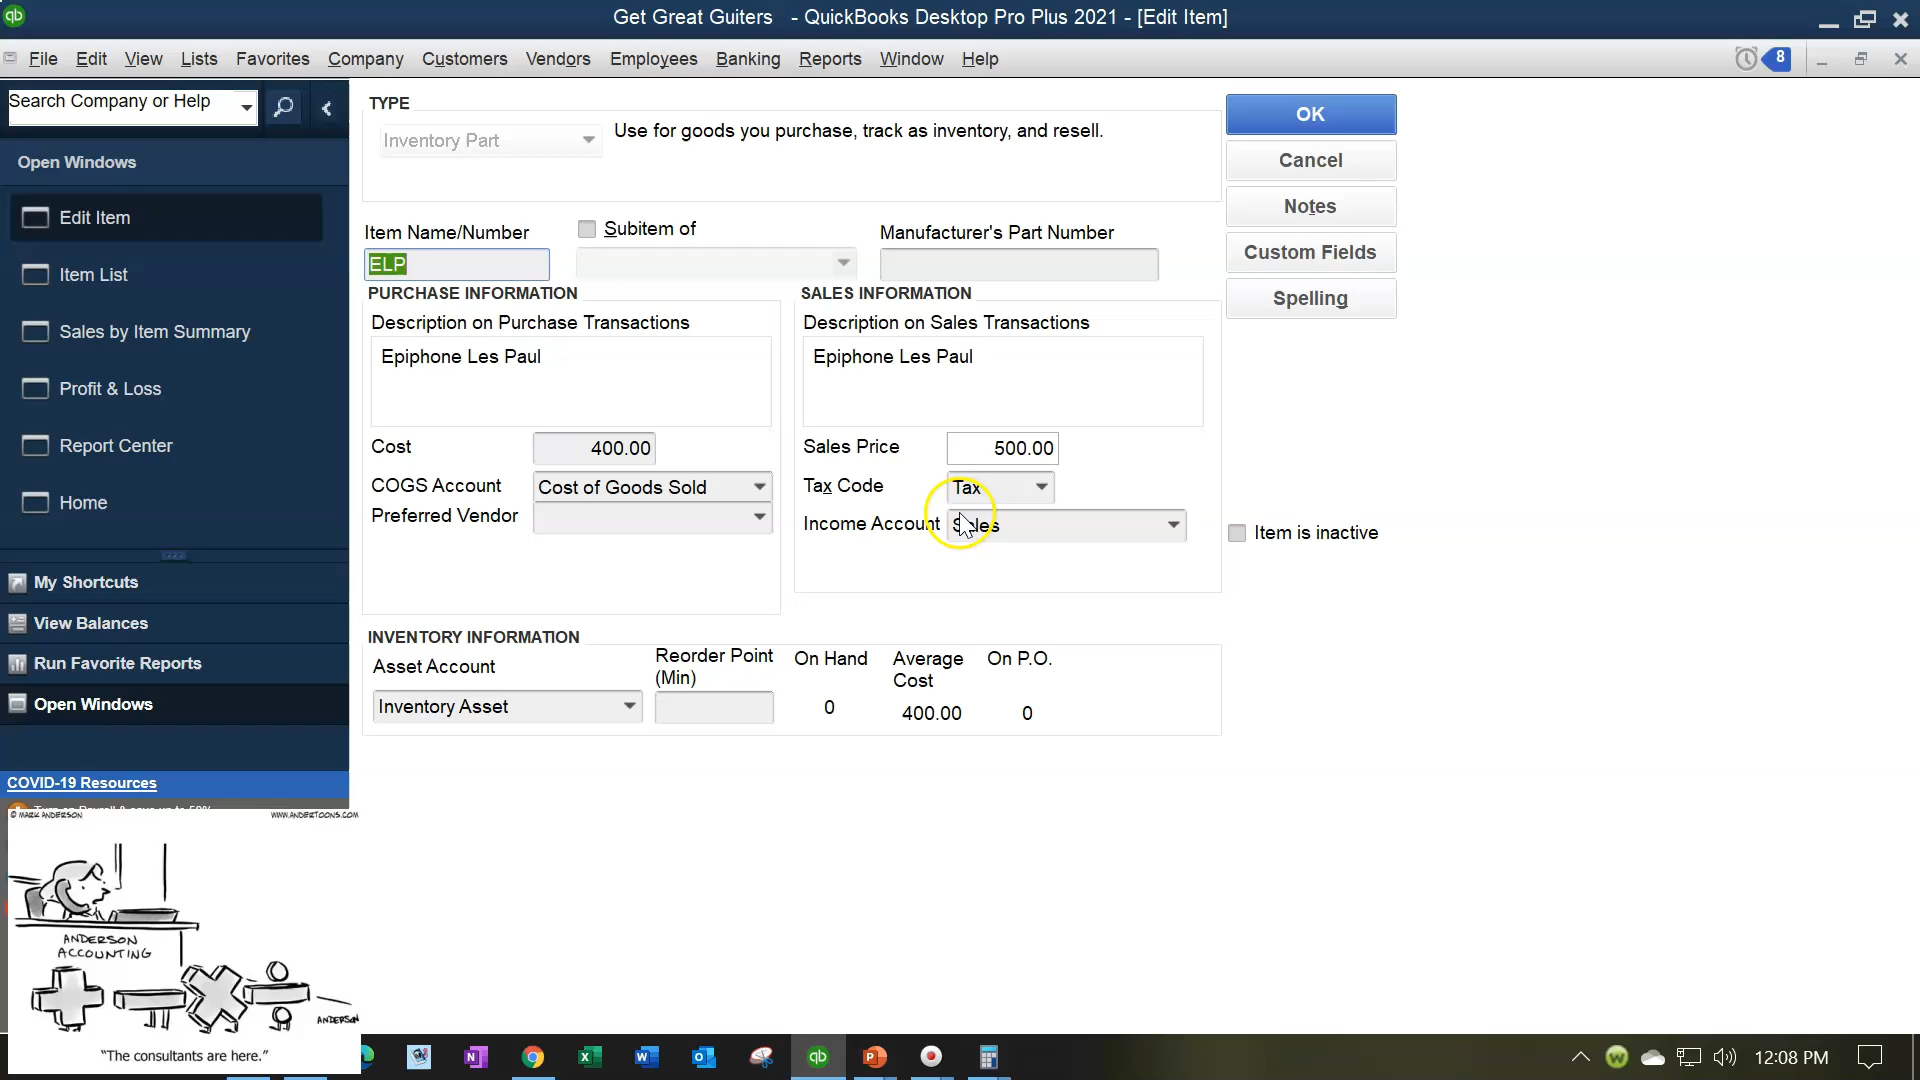 Get Great Guiters - QuickBooks Desktop Pro Plus 2021 - [Edit Item]
File Edit View Lists Favorites Company Customers Vendors Employees Banking Reports Window Help
8
Search Company or Help
Open Windows
Edit Item
Item List
Sales by Item Summary
Profit & Loss
Report Center
Home
My Shortcuts
View Balances
Run Favorite Reports
Open Windows
COVID-19 Resources
TYPE
Inventory Part
Use for goods you purchase, track as inventory, and resell.
OK
Cancel
Notes
Custom Fields
Spelling
Item Name/Number
Subitem of
Manufacturer's Part Number
ELP
PURCHASE INFORMATION
Description on Purchase Transactions
Epiphone Les Paul
Cost 400.00
COGS Account Cost of Goods Sold
Preferred Vendor
SALES INFORMATION
Description on Sales Transactions
Epiphone Les Paul
Sales Price 500.00
Tax Code Tax
Income Account Sales
Item is inactive
INVENTORY INFORMATION
Asset Account
Inventory Asset
Reorder Point
(Min)
On Hand
0
Average
Cost
400.00
On P.O.
0
© MARK ANDERSON WWW.ANDERTOONS.COM
ANDERSON
ACCOUNTING
ANDERSON
"The consultants are here."
12:08 PM